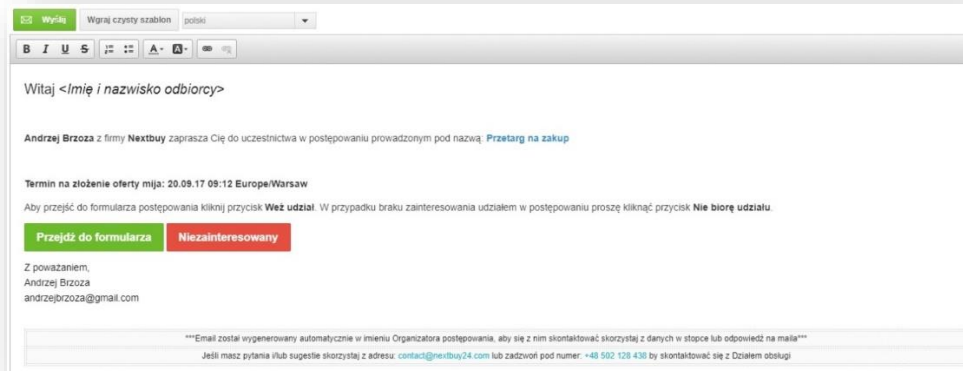 Wyślij Wgraj czysty szablon polski
B I U S A A
Witaj <Imię i nazwisko odbiorcy>
Andrzej Brzoza z firmy Nextbuy zaprasza Cię do uczestnictwa w postępowaniu prowadzonym pod nazwą: Przetarg na zakup
Termin na złożenie oferty mija: 20.09.17 09:12 Europe/Warsaw
Aby przejść do formularza postępowania kliknij przycisk Weź udział. W przypadku braku zainteresowania udziałem w postępowaniu proszę kliknąć przycisk Nie biorę udziału.
Przejdź do formularza Niezainteresowany
Z poważaniem,
Andrzej Brzoza
andrzejbrzoza@gmail.com
***Email został wygenerowany automatycznie w imieniu Organizatora postępowania, aby się z nim skontaktować skorzystaj z danych w stopce lub odpowiedź na maila***
Jeśli masz pytania i/lub sugestie skorzystaj z adresu: contact@nextbuy24.com lub zadzwoń pod numer: +48 502 128 438 by skontaktować się z Działem obsługi